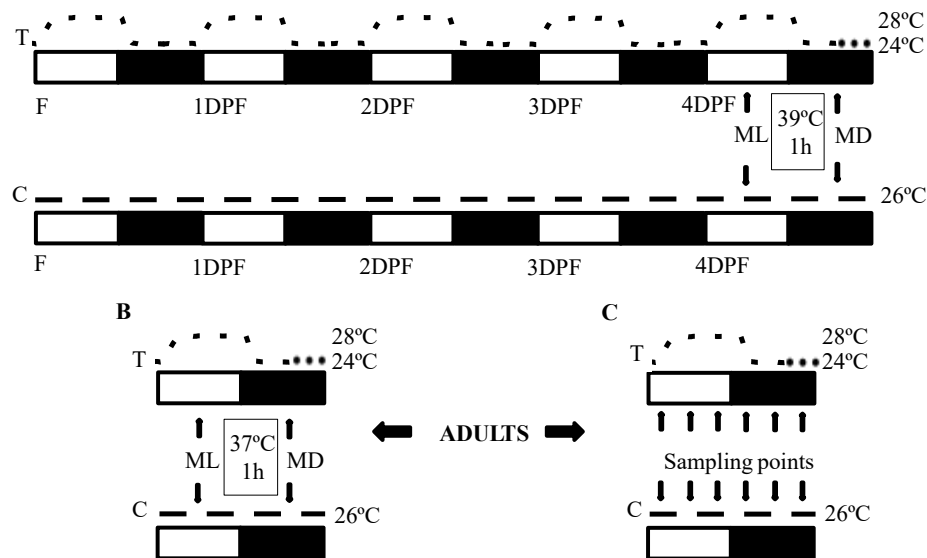 28ºC
T 24ºC
F 1DPF 2DPF 3DPF 4DPF
ML 39ºC 1h MD
C 26ºC
F 1DPF 2DPF 3DPF 4DPF
B
28ºC
T 24ºC
ML 37ºC 1h MD
C 26ºC
ADULTS
C
28ºC
T 24ºC
Sampling points
C 26ºC